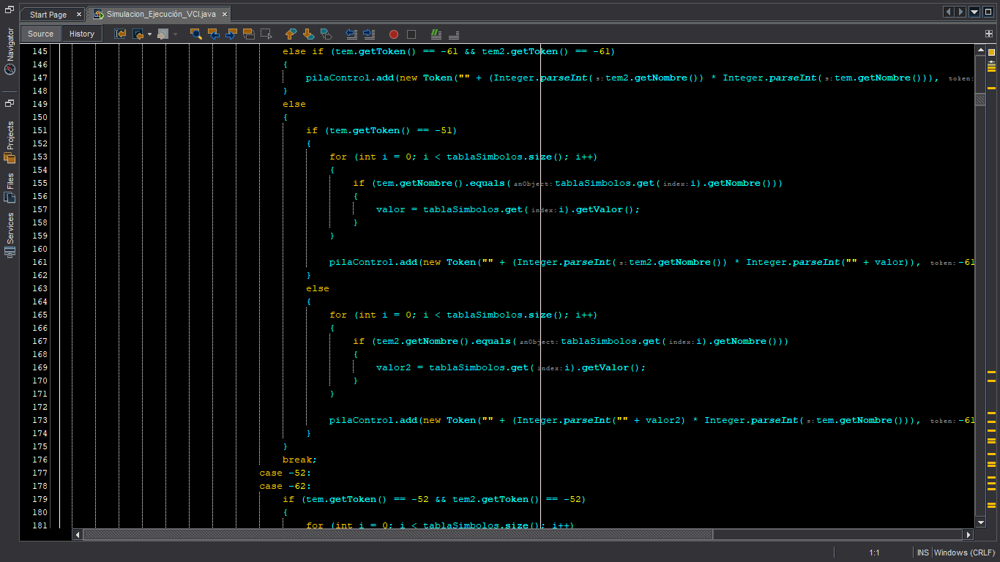 Start Page
Simulacion_Ejecución_VCI.java
Source
History
Navigator
Projects
Files
Services
145 else if (tem.getToken() == -61 && tem2.getToken() == -61)
146 {
147 pilaControl.add(new Token("" + (Integer.parseInt( s: tem2.getNombre()) * Integer.parseInt( s: tem.getNombre())), token:
148 }
149 else
150 {
151 if (tem.getToken() == -51)
152 {
153 for (int i = 0; i < tablaSimbolos.size(); i++)
154 {
155 if (tem.getNombre().equals( anObject: tablaSimbolos.get( index: i).getNombre()))
156 {
157 valor = tablaSimbolos.get( index: i).getValor();
158 }
159 }
160
161 pilaControl.add(new Token("" + (Integer.parseInt( s: tem2.getNombre()) * Integer.parseInt("" + valor)), token: -61
162 }
163 else
164 {
165 for (int i = 0; i < tablaSimbolos.size(); i++)
166 {
167 if (tem2.getNombre().equals( anObject: tablaSimbolos.get( index: i).getNombre()))
168 {
169 valor2 = tablaSimbolos.get( index: i).getValor();
170 }
171 }
172
173 pilaControl.add(new Token("" + (Integer.parseInt("" + valor2) * Integer.parseInt( s: tem.getNombre())), token: -61
174 }
175 }
176 break;
177 case -52:
178 case -62:
179 if (tem.getToken() == -52 && tem2.getToken() == -52)
180 {
181 for (int i = 0; i < tablaSimbolos.size(); i++)
1:1
INS
Windows (CRLF)